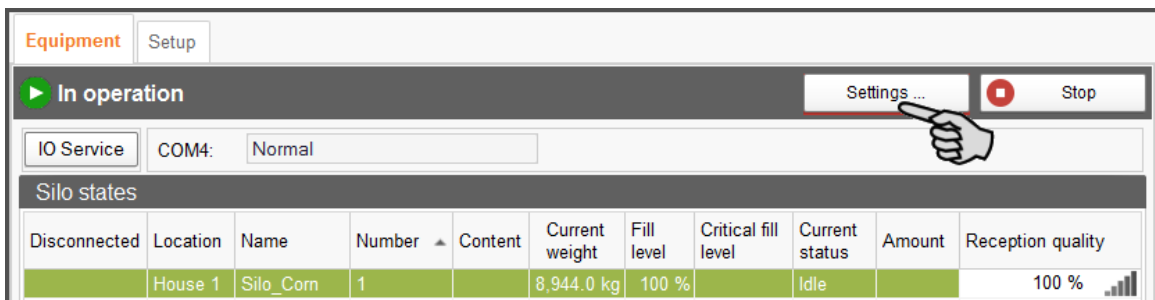 Equipment Setup
In operation Settings ... Stop
IO Service COM4: Normal
Silo states
Disconnected Location Name Number Content Current weight Fill level Critical fill level Current status Amount Reception quality
House 1 Silo_Corn 1 8,944.0 kg 100 % Idle 100 %